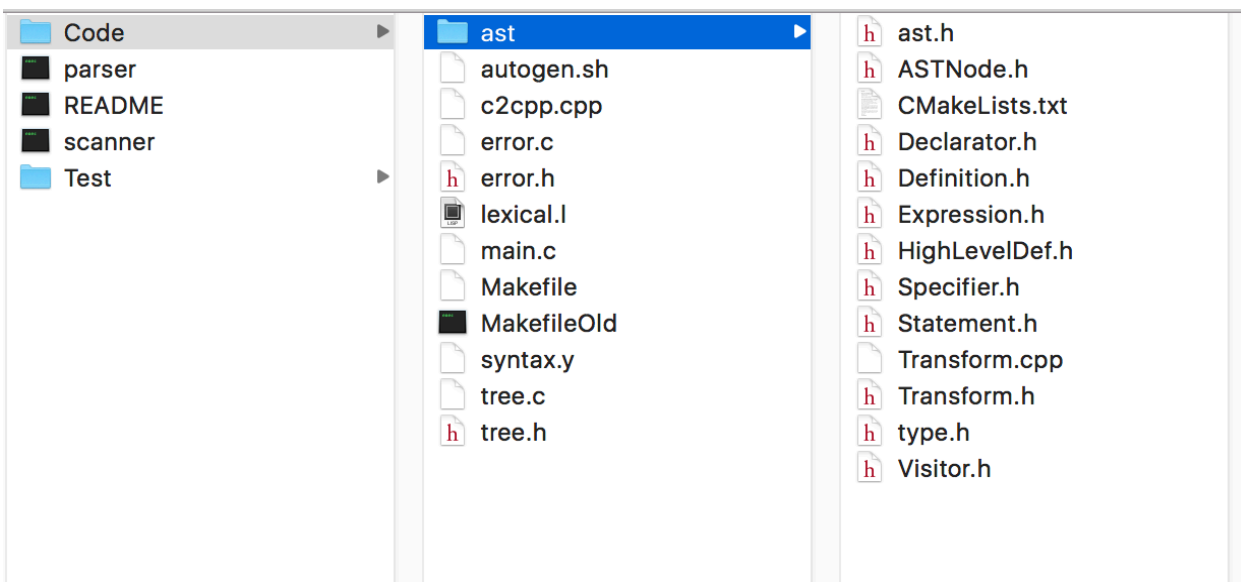 Code
parser
README
scanner
Test
ast
autogen.sh
c2cpp.cpp
error.c
error.h
lexical.l
main.c
Makefile
MakefileOld
syntax.y
tree.c
tree.h
ast.h
ASTNode.h
CMakeLists.txt
Declarator.h
Definition.h
Expression.h
HighLevelDef.h
Specifier.h
Statement.h
Transform.cpp
Transform.h
type.h
Visitor.h